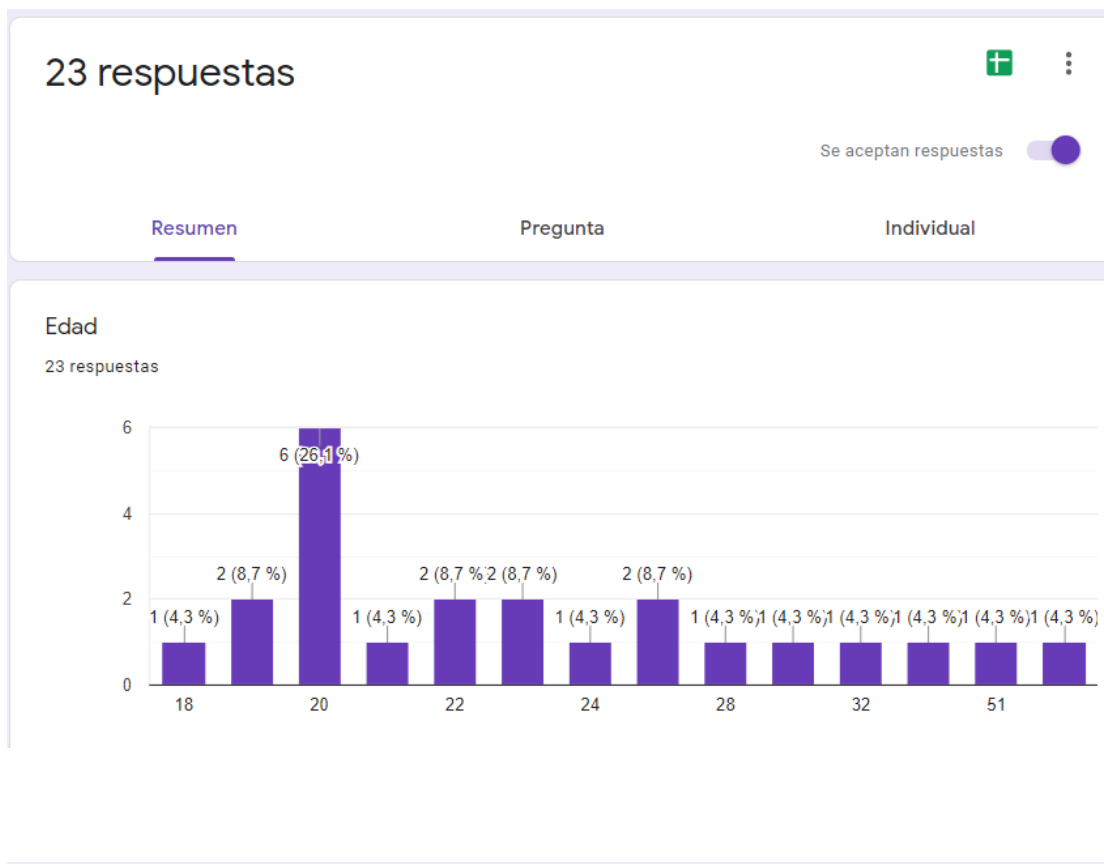 23 respuestas
Se aceptan respuestas
Resumen Pregunta Individual
Edad
23 respuestas
6
4
2
0
1 (4,3 %) 2 (8,7 %) 6 (26,1 %) 1 (4,3 %) 2 (8,7 %) 2 (8,7 %) 1 (4,3 %) 2 (8,7 %) 1 (4,3 %) 1 (4,3 %) 1 (4,3 %) 1 (4,3 %) 1 (4,3 %) 1 (4,3 %)
18 20 22 24 28 32 51